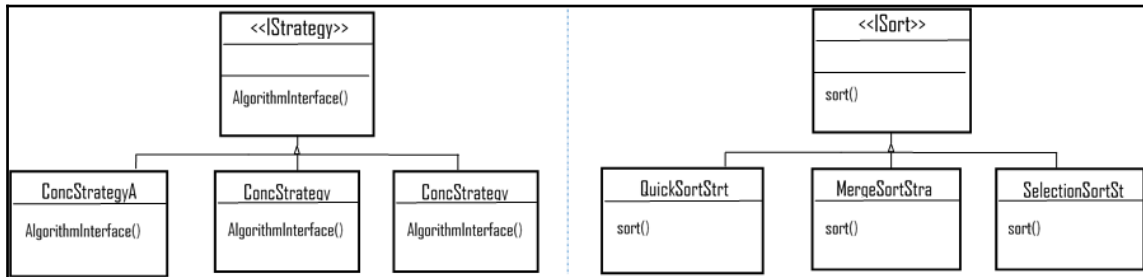 <<IStrategy>>
AlgorithmInterface()
ConcStrategyA
AlgorithmInterface()
ConcStrategy
AlgorithmInterface()
ConcStrategy
AlgorithmInterface()
<<ISort>>
sort()
QuickSortStrt
sort()
MergeSortStra
sort()
SelectionSortSt
sort()